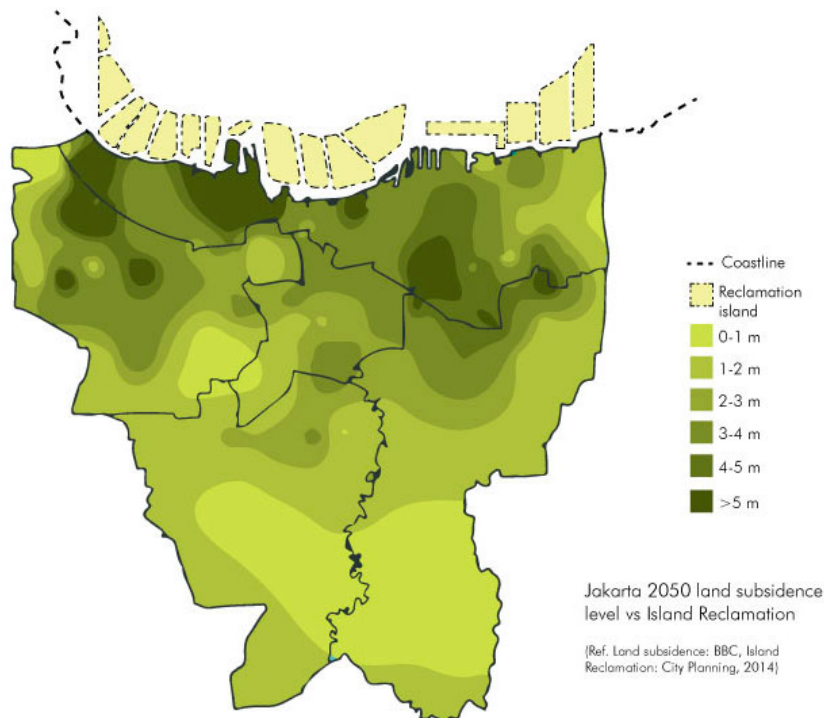 Coastline
Reclamation
island
0-1 m
1-2 m
2-3 m
3-4 m
4-5 m
>5 m
Jakarta 2050 land subsidence
level vs Island Reclamation
(Ref. Land subsidence: BBC, Island
Reclamation: City Planning, 2014)